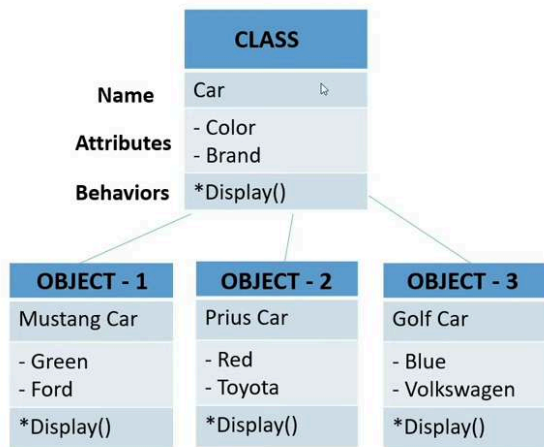 CLASS
Name
Car
Attributes
- Color
- Brand
Behaviors
*Display()
OBJECT - 1
Mustang Car
- Green
- Ford
*Display()
OBJECT - 2
Prius Car
- Red
- Toyota
*Display()
OBJECT - 3
Golf Car
- Blue
- Volkswagen
*Display()